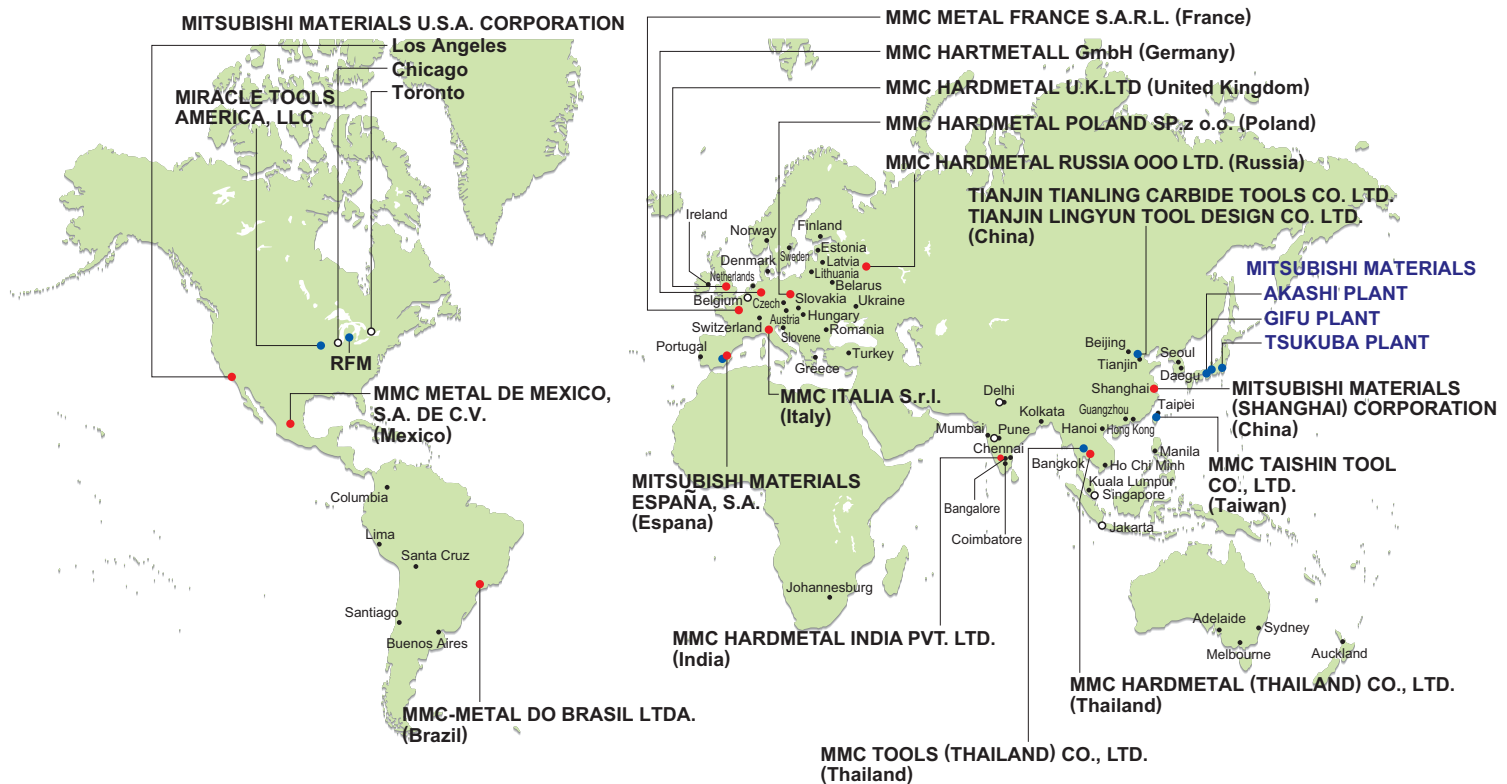 MITSUBISHI MATERIALS U.S.A. CORPORATION
Los Angeles
Chicago
Toronto
MIRACLE TOOLS
AMERICA, LLC
RFM
MMC METAL DE MEXICO,
S.A. DE C.V.
(Mexico)
Columbia
Lima
Santa Cruz
Santiago
Buenos Aires
MMC-METAL DO BRASIL LTDA.
(Brazil)
MMC METAL FRANCE S.A.R.L. (France)
MMC HARTMETALL GmbH (Germany)
MMC HARDMETAL U.K.LTD (United Kingdom)
MMC HARDMETAL POLAND SP.z o.o. (Poland)
MMC HARDMETAL RUSSIA OOO LTD. (Russia)
TIANJIN TIANLING CARBIDE TOOLS CO. LTD.
TIANJIN LINGYUN TOOL DESIGN CO. LTD.
(China)
Ireland
Norway
Finland
Sweden
Estonia
Denmark
Latvia
Netherlands
Lithuania
Belarus
Belgium
Czech
Slovakia
Ukraine
Austria
Hungary
Switzerland
Slovene
Romania
Portugal
Turkey
Greece
MITSUBISHI MATERIALS
AKASHI PLANT
GIFU PLANT
TSUKUBA PLANT
Beijing
Tianjin
Seoul
Daegu
Shanghai
MMC ITALIA S.r.l.
(Italy)
MITSUBISHI MATERIALS
(SHANGHAI) CORPORATION
(China)
Delhi
Kolkata
Guangzhou
Taipei
Mumbai
Pune
Hanoi
Hong Kong
Chennai
Manila
Bangkok
Ho Chi Minh
MMC TAISHIN TOOL
CO., LTD.
(Taiwan)
MITSUBISHI MATERIALS
ESPAÑA, S.A.
(Espana)
Kuala Lumpur
Singapore
Bangalore
Jakarta
Coimbatore
Johannesburg
MMC HARDMETAL INDIA PVT. LTD.
(India)
Adelaide
Sydney
Melbourne
Auckland
MMC HARDMETAL (THAILAND) CO., LTD.
(Thailand)
MMC TOOLS (THAILAND) CO., LTD.
(Thailand)